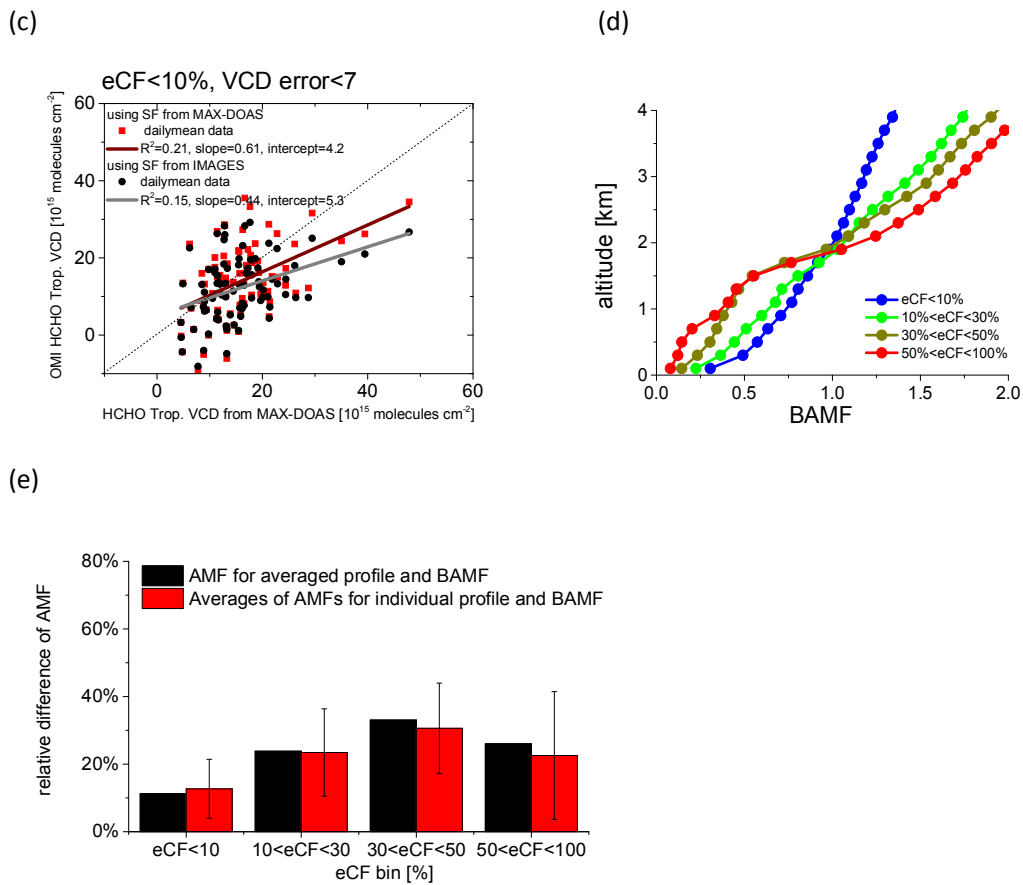 (c)
eCF<10%, VCD error<7
using SF from MAX-DOAS
dailymean data
R²=0.21, slope=0.61, intercept=4.2
using SF from IMAGES
dailymean data
R²=0.15, slope=0.44, intercept=5.3
60
40
20
0
OMI HCHO Trop. VCD [10¹⁵ molecules cm⁻²]
0 20 40 60
HCHO Trop. VCD from MAX-DOAS [10¹⁵ molecules cm⁻²]
(d)
4
3
2
1
0
altitude [km]
eCF<10%
10%<eCF<30%
30%<eCF<50%
50%<eCF<100%
0.0 0.5 1.0 1.5 2.0
BAMF
(e)
80%
60%
40%
20%
0%
relative difference of AMF
AMF for averaged profile and BAMF
Averages of AMFs for individual profile and BAMF
eCF<10 10<eCF<30 30<eCF<50 50<eCF<100
eCF bin [%]